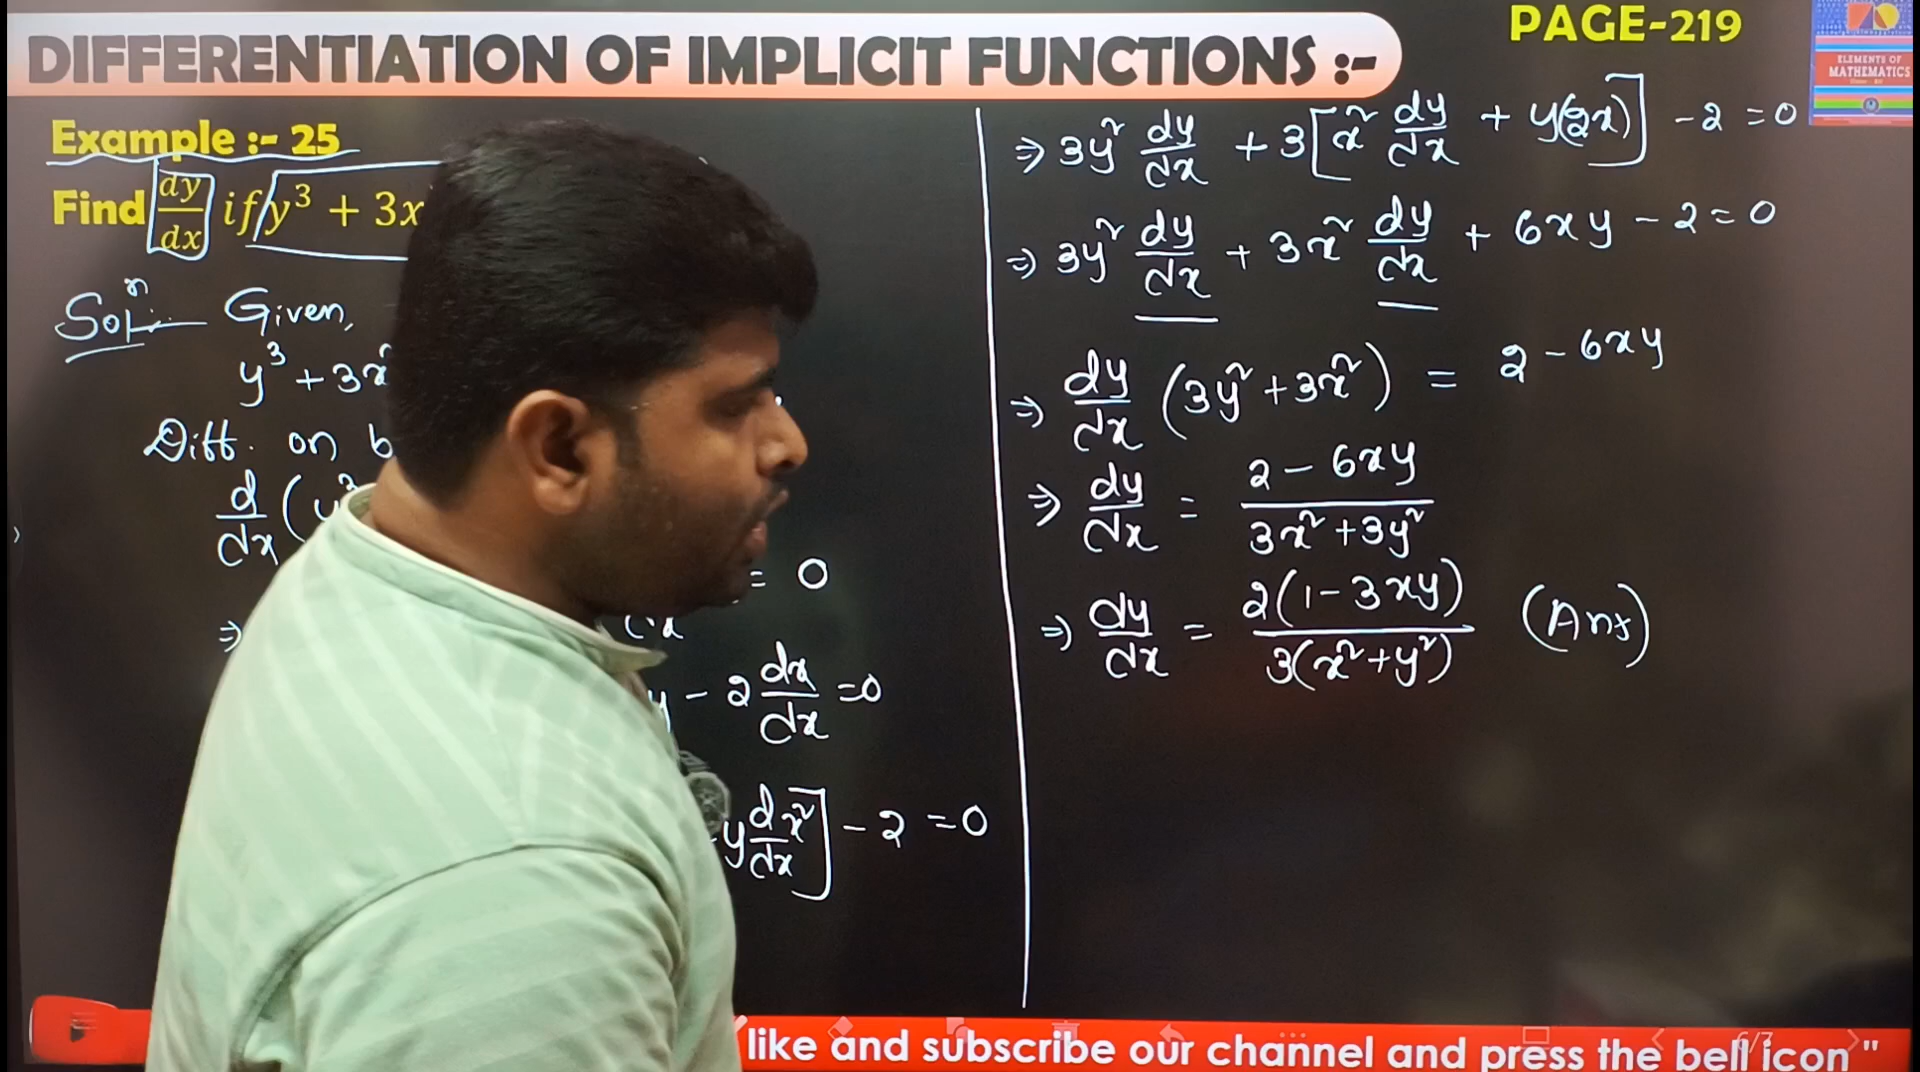 DIFFERENTIATION OF IMPLICIT FUNCTIONS :-
PAGE-219
ELEMENTS OF
MATHEMATICS
Example :- 25
Find dy/dx if y³ + 3x
Solⁿ. Given,
y³ + 3x²
Diff. on b
d/dx (y³
= 0
⇒
y - 2 dx/dx = 0
y d/dx x²] - 2 = 0
⇒ 3y² dy/dx + 3[x² dy/dx + y(2x)] - 2 = 0
⇒ 3y² dy/dx + 3x² dy/dx + 6xy - 2 = 0
⇒ dy/dx (3y² + 3x²) = 2 - 6xy
⇒ dy/dx = (2 - 6xy)/(3x² + 3y²)
⇒ dy/dx = 2(1 - 3xy)/3(x² + y²) (Ans)
like and subscribe our channel and press the bell icon "
6/7